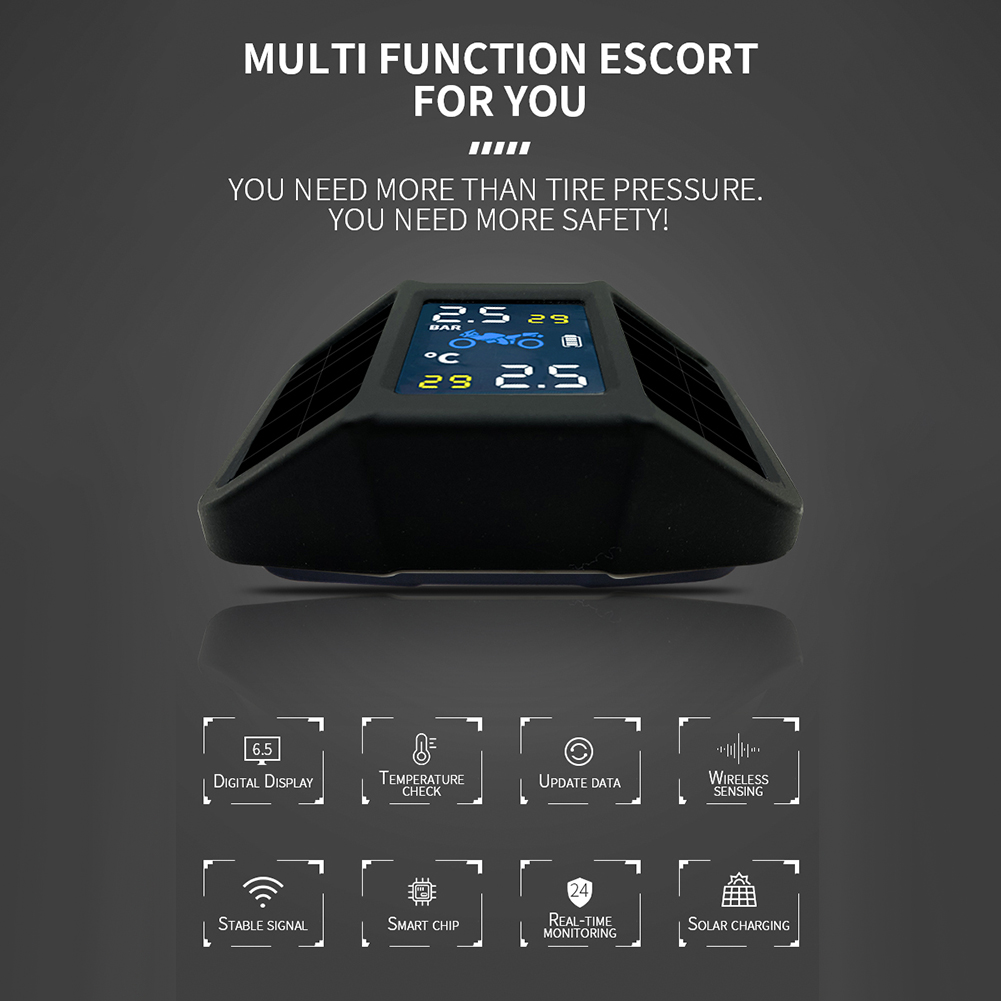 MULTI FUNCTION ESCORT
FOR YOU
YOU NEED MORE THAN TIRE PRESSURE.
YOU NEED MORE SAFETY!
2.5 29
BAR
°C
29 2.5
6.5
DIGITAL DISPLAY
TEMPERATURE
CHECK
UPDATE DATA
WIRELESS
SENSING
STABLE SIGNAL
SMART CHIP
24
REAL-TIME
MONITORING
SOLAR CHARGING